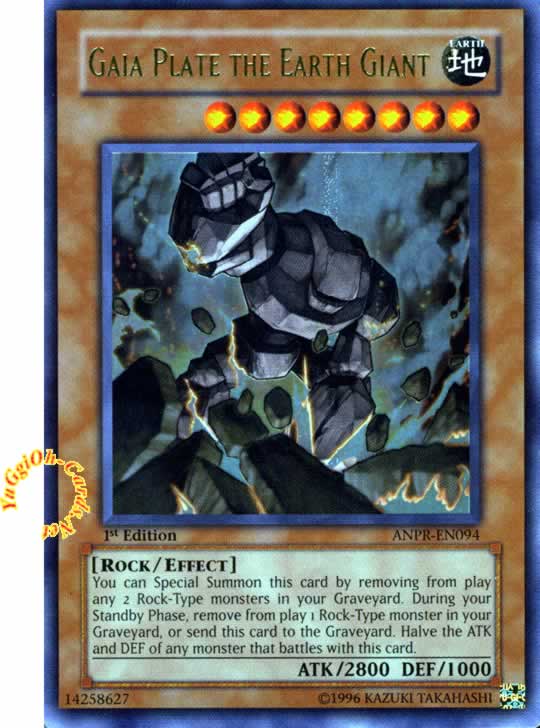 Gaia Plate the Earth Giant
EARTH
地
1st Edition
ANPR-EN094
[Rock/Effect]
You can Special Summon this card by removing from play
any 2 Rock-Type monsters in your Graveyard. During your
Standby Phase, remove from play 1 Rock-Type monster in your
Graveyard, or send this card to the Graveyard. Halve the ATK
and DEF of any monster that battles with this card.
ATK/2800 DEF/1000
14258627
©1996 KAZUKI TAKAHASHI
YuGgiOh-Cards.Net